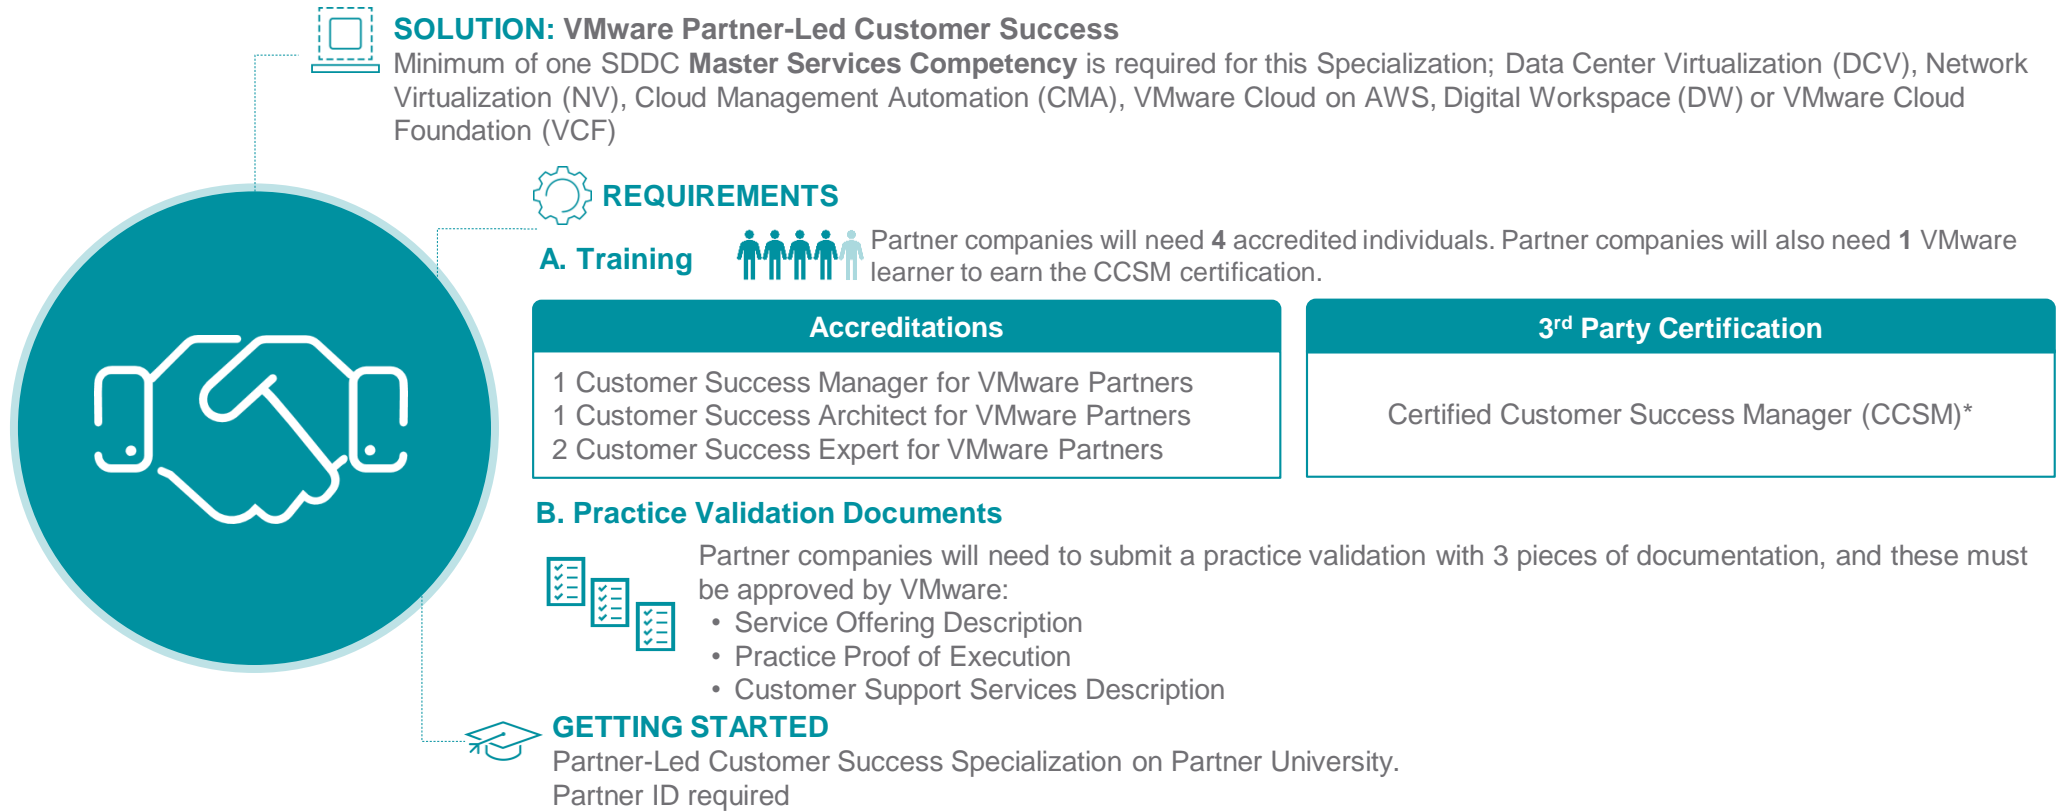 SOLUTION: VMware Partner-Led Customer Success
Minimum of one SDDC Master Services Competency is required for this Specialization; Data Center Virtualization (DCV), Network
Virtualization (NV), Cloud Management Automation (CMA), VMware Cloud on AWS, Digital Workspace (DW) or VMware Cloud
Foundation (VCF)
REQUIREMENTS
A. Training
Partner companies will need 4 accredited individuals. Partner companies will also need 1 VMware
learner to earn the CCSM certification.
Accreditations
1 Customer Success Manager for VMware Partners
1 Customer Success Architect for VMware Partners
2 Customer Success Expert for VMware Partners
3rd Party Certification
Certified Customer Success Manager (CCSM)*
B. Practice Validation Documents
Partner companies will need to submit a practice validation with 3 pieces of documentation, and these must
be approved by VMware:
• Service Offering Description
• Practice Proof of Execution
• Customer Support Services Description
GETTING STARTED
Partner-Led Customer Success Specialization on Partner University.
Partner ID required